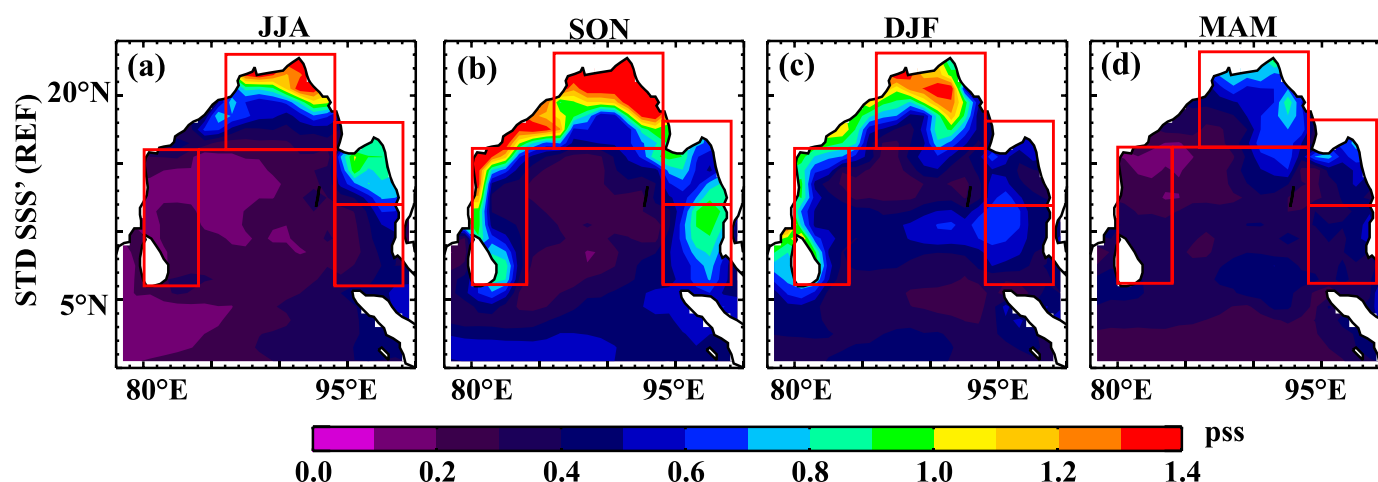 JJA SON DJF MAM
(a) (b) (c) (d)
STD SSS' (REF)
20°N
5°N
80°E 95°E 80°E 95°E 80°E 95°E 80°E 95°E
pss
0.0 0.2 0.4 0.6 0.8 1.0 1.2 1.4